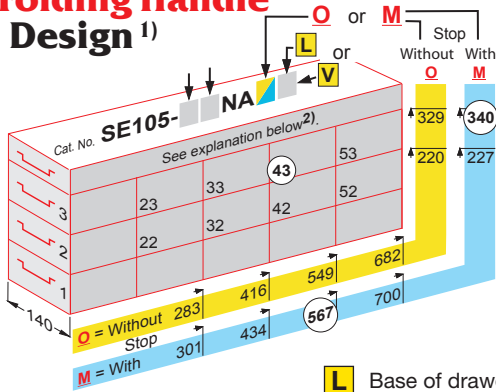 folding handle
Design 1)
O or M
L
or
V
Stop
Without With
O M
Cat. No. SE105- NA
See explanation below2).
329 340
220 227
3 23 33 43 53
2 22 32 42 52
1
140
O = Without 283 416 549 682
Stop
M = With 301 434 567 700
L Base of draw